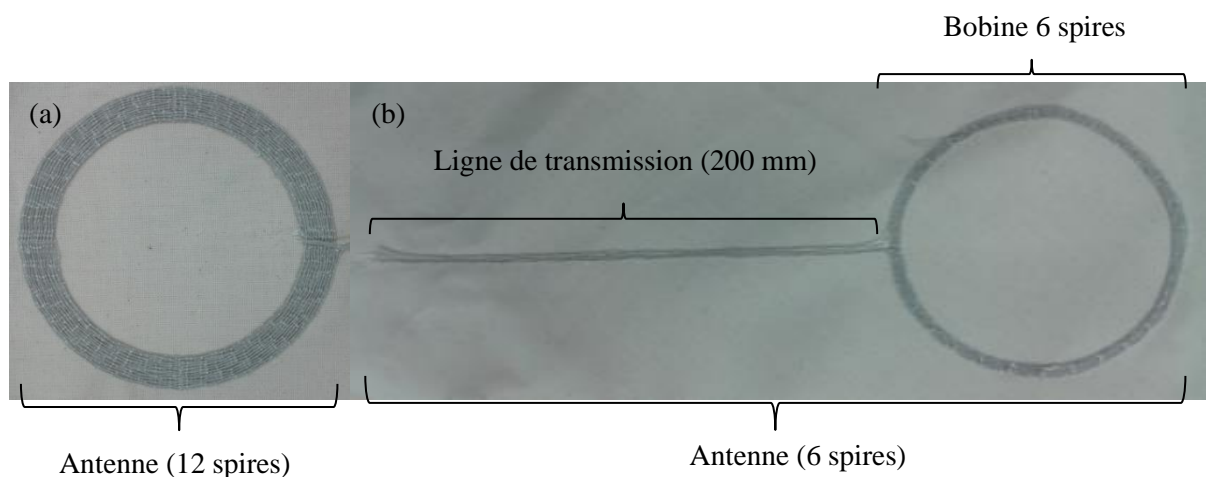 Bobine 6 spires
(a)
(b)
Ligne de transmission (200 mm)
Antenne (12 spires)
Antenne (6 spires)